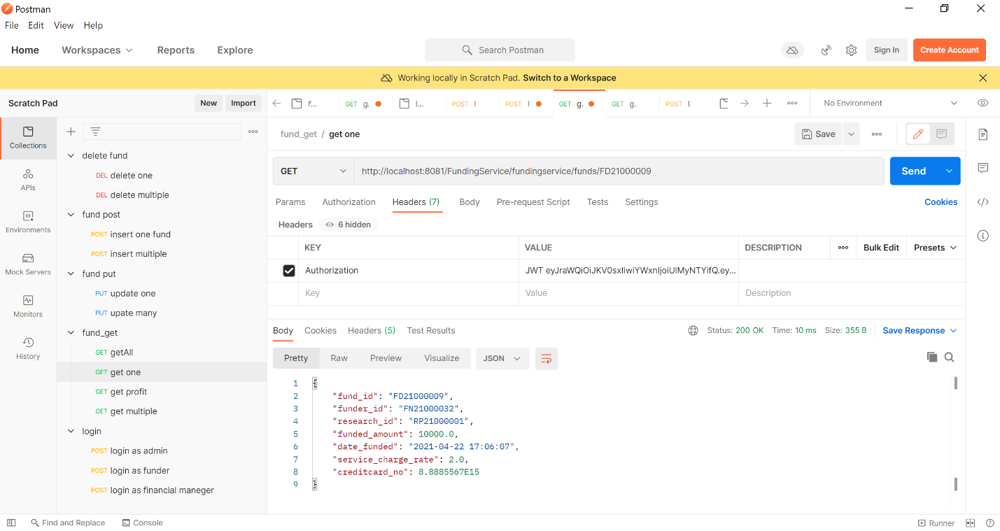 Postman
File Edit View Help
Home Workspaces Reports Explore Search Postman Sign In Create Account
Working locally in Scratch Pad. Switch to a Workspace
Scratch Pad New Import
f... GET g. l... POST l POST l GET g. GET g. POST l. No Environment
fund_get / get one Save
Collections
APIs
Environments
Mock Servers
Monitors
History
delete fund
DEL delete one
DEL delete multiple
fund post
POST insert one fund
POST insert multiple
fund put
PUT update one
PUT upate many
fund_get
GET getAll
GET get one
GET get profit
GET get multiple
login
POST login as admin
POST login as funder
POST login as financial maneger
GET http://localhost:8081/FundingService/fundingservice/funds/FD21000009 Send
Params Authorization Headers (7) Body Pre-request Script Tests Settings Cookies
Headers 6 hidden
KEY VALUE DESCRIPTION Bulk Edit Presets
Authorization JWT eyJraWQiOiJKV0sxIiwiYWxnIjoiUlMyNTYifQ.ey...
Key Value Description
Body Cookies Headers (5) Test Results Status: 200 OK Time: 10 ms Size: 355 B Save Response
Pretty Raw Preview Visualize JSON
1 {
2 "fund_id": "FD21000009",
3 "funder_id": "FN21000032",
4 "research_id": "RP21000001",
5 "funded_amount": 10000.0,
6 "date_funded": "2021-04-22 17:06:07",
7 "service_charge_rate": 2.0,
8 "creditcard_no": 8.8885567E15
9 }
Find and Replace Console Runner